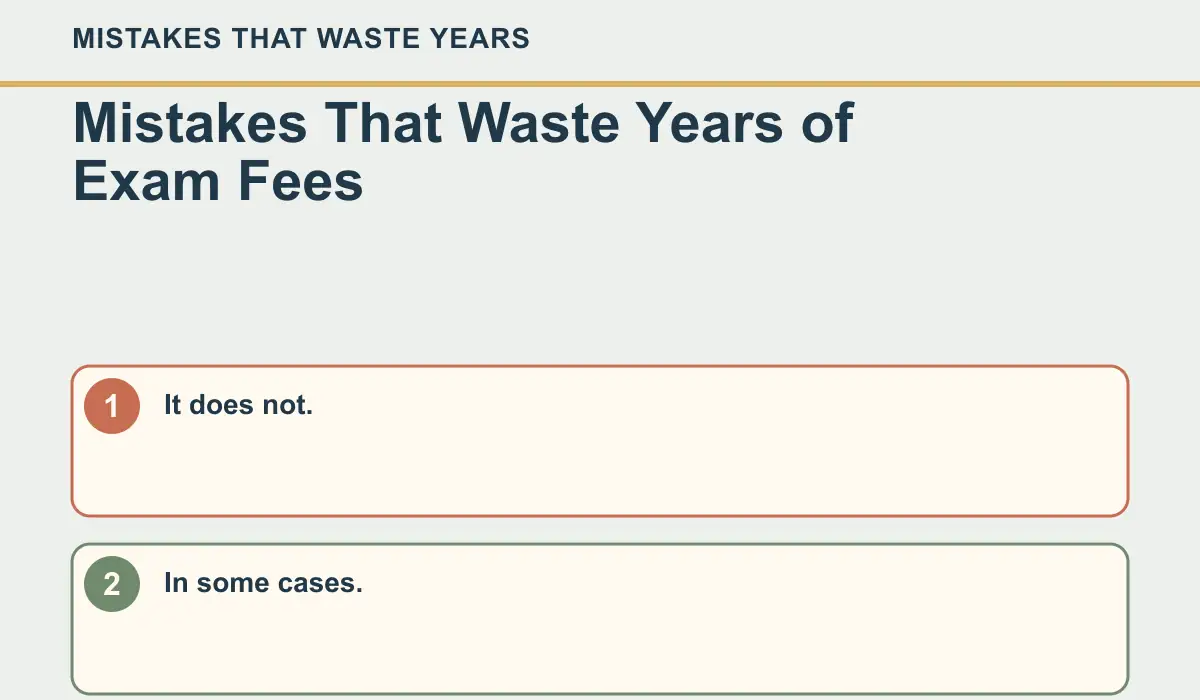 MISTAKES THAT WASTE YEARS
Mistakes That Waste Years of
Exam Fees
1 It does not.
2 In some cases.